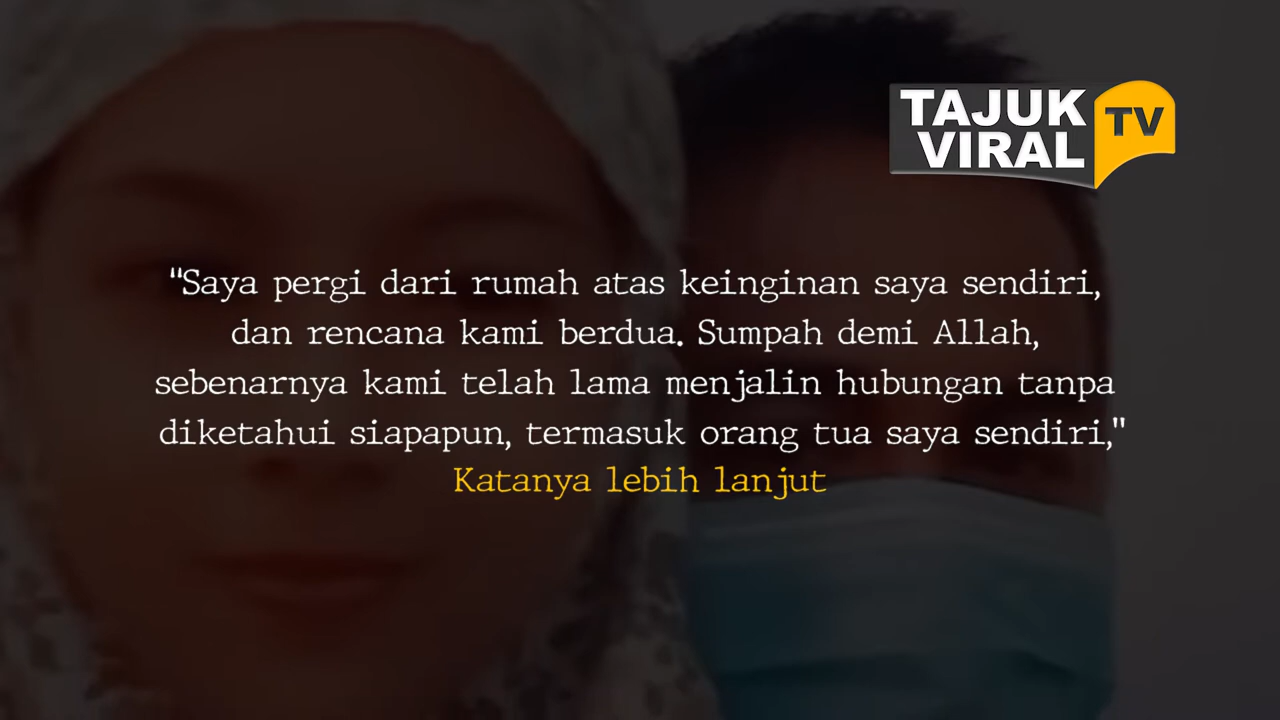 TAJUK
VIRAL
TV
"Saya pergi dari rumah atas keinginan saya sendiri,
dan rencana kami berdua. Sumpah demi Allah,
sebenarnya kami telah lama menjalin hubungan tanpa
diketahui siapapun, termasuk orang tua saya sendiri,"
Katanya lebih lanjut